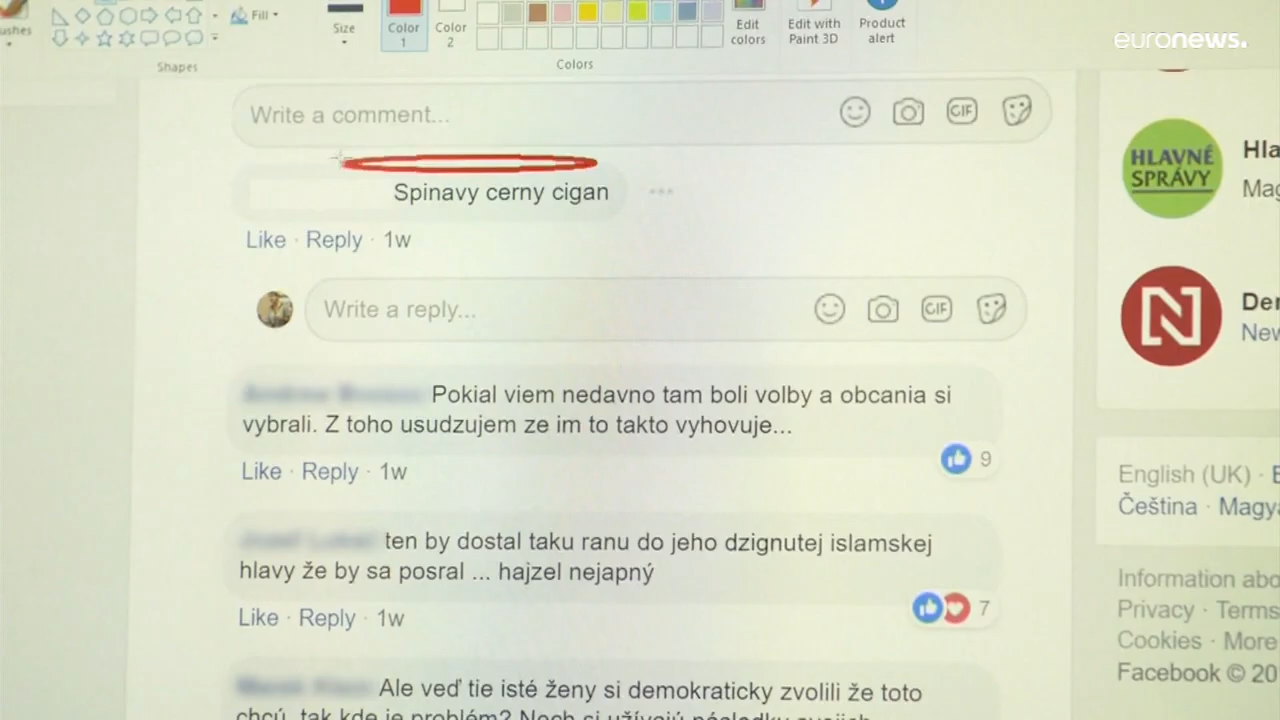 ushes
Fill
Size
Color
1
Color
2
Edit
colors
Edit with
Paint 3D
Product
alert
Shapes
Colors
euronews.
Write a comment...
GIF
Spinavy cerny cigan
Like · Reply · 1w
Write a reply...
GIF
Pokial viem nedavno tam boli volby a obcania si
vybrali. Z toho usudzujem ze im to takto vyhovuje...
9
Like · Reply · 1w
ten by dostal taku ranu do jeho dzignutej islamskej
hlavy že by sa posral ... hajzel nejapný
7
Like · Reply · 1w
Ale veď tie isté ženy si demokraticky zvolili že toto
chcú, tak kde je problém? Nech si užívajú následky svojich
HLAVNÉ
SPRÁVY
Hla
Mag
N
Den
New
English (UK) ·
Čeština · Magya
Information abo
Privacy · Terms
Cookies · More
Facebook © 20